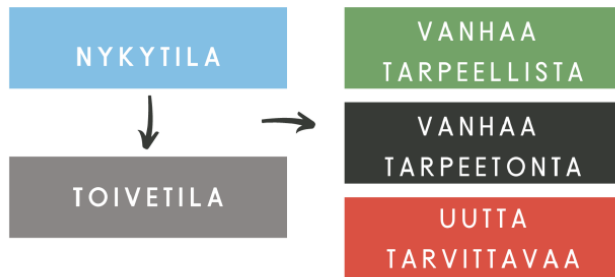 NYKYTILA
TOIVETILA
VANHAA
TARPEELLISTA
VANHAA
TARPEETONTA
UUTTA
TARVITTAVAA